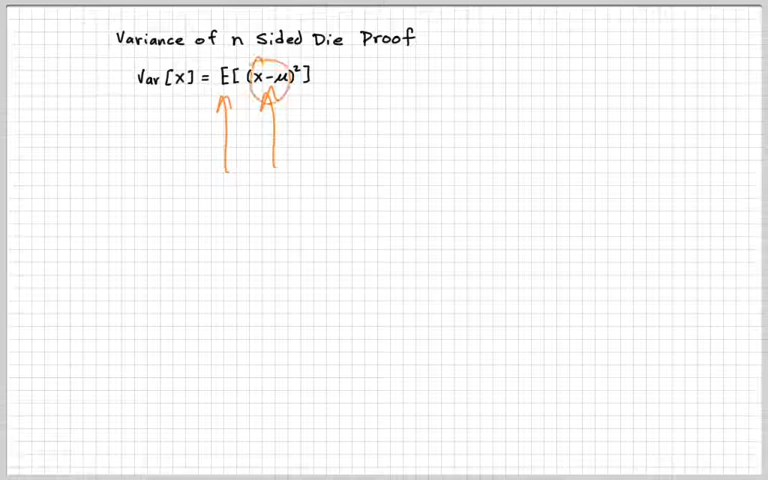 Variance of n Sided Die Proof
Var [x] = E[ (x-μ)²]